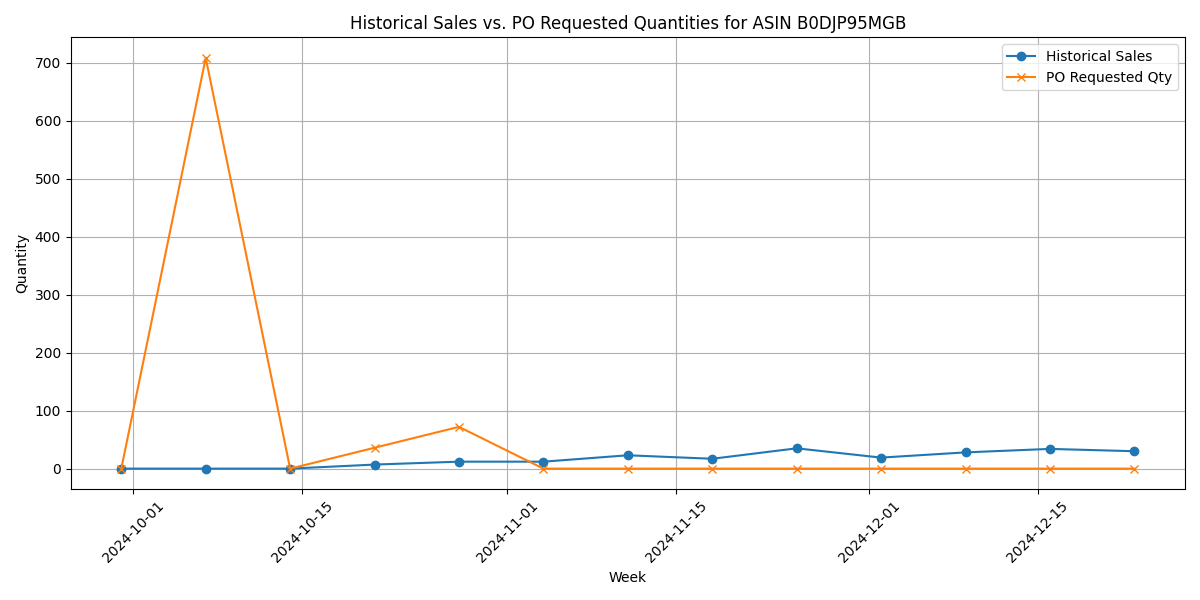 Historical Sales vs. PO Requested Quantities for ASIN B0DJP95MGB
Historical Sales
PO Requested Qty
Quantity
700
600
500
400
300
200
100
0
2024-10-01
2024-10-15
2024-11-01
2024-11-15
2024-12-01
2024-12-15
Week